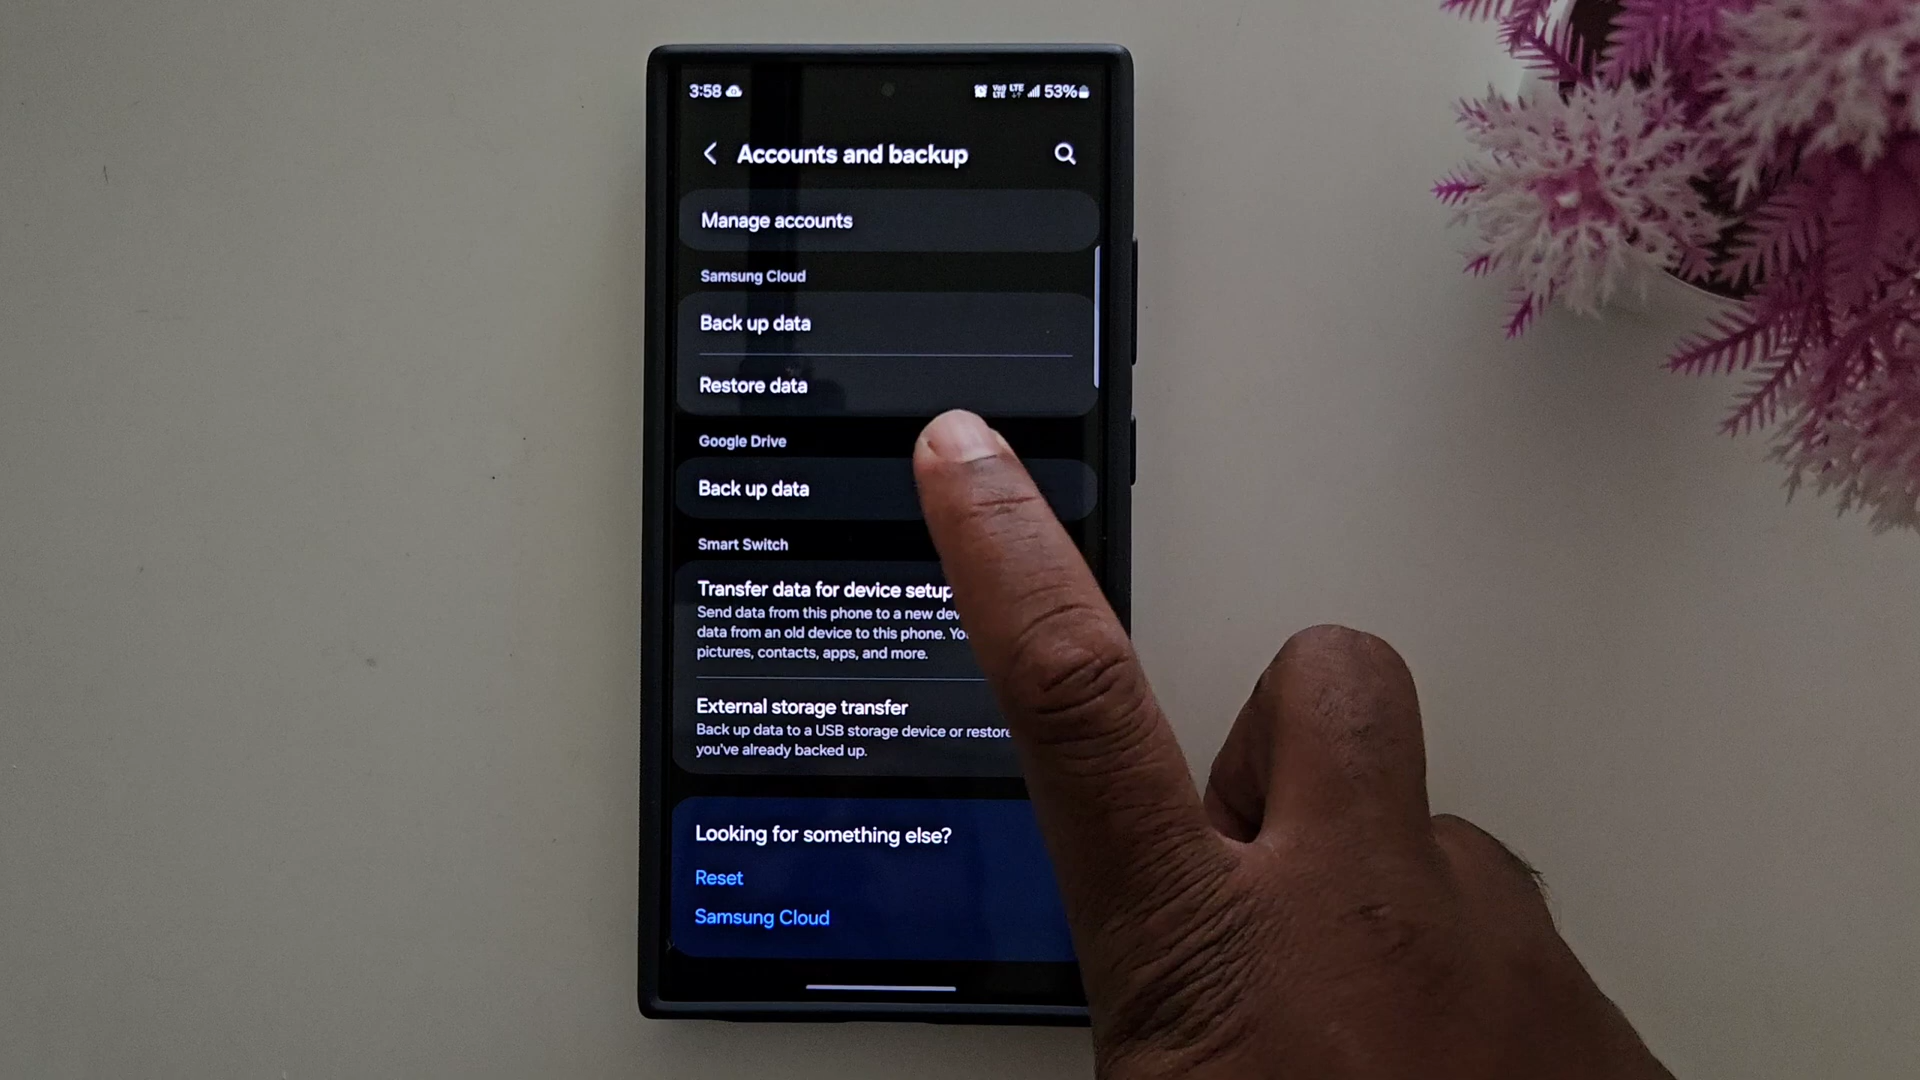 3:58 53%
Accounts and backup
Manage accounts
Samsung Cloud
Back up data
Restore data
Google Drive
Back up data
Smart Switch
Transfer data for device setup
Send data from this phone to a new
data from an old device to this phone.
pictures, contacts, apps, and more.
External storage transfer
Back up data to a USB storage device or restore
you've already backed up.
Looking for something else?
Reset
Samsung Cloud